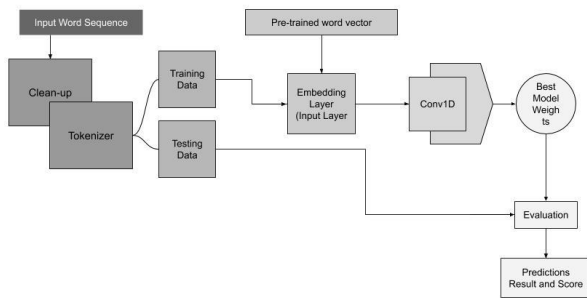 Input Word Sequence
Pre-trained word vector
Clean-up
Tokenizer
Training
Data
Testing
Data
Embedding
Layer
(Input Layer
Conv1D
Best
Model
Weigh
ts
Evaluation
Predictions
Result and Score